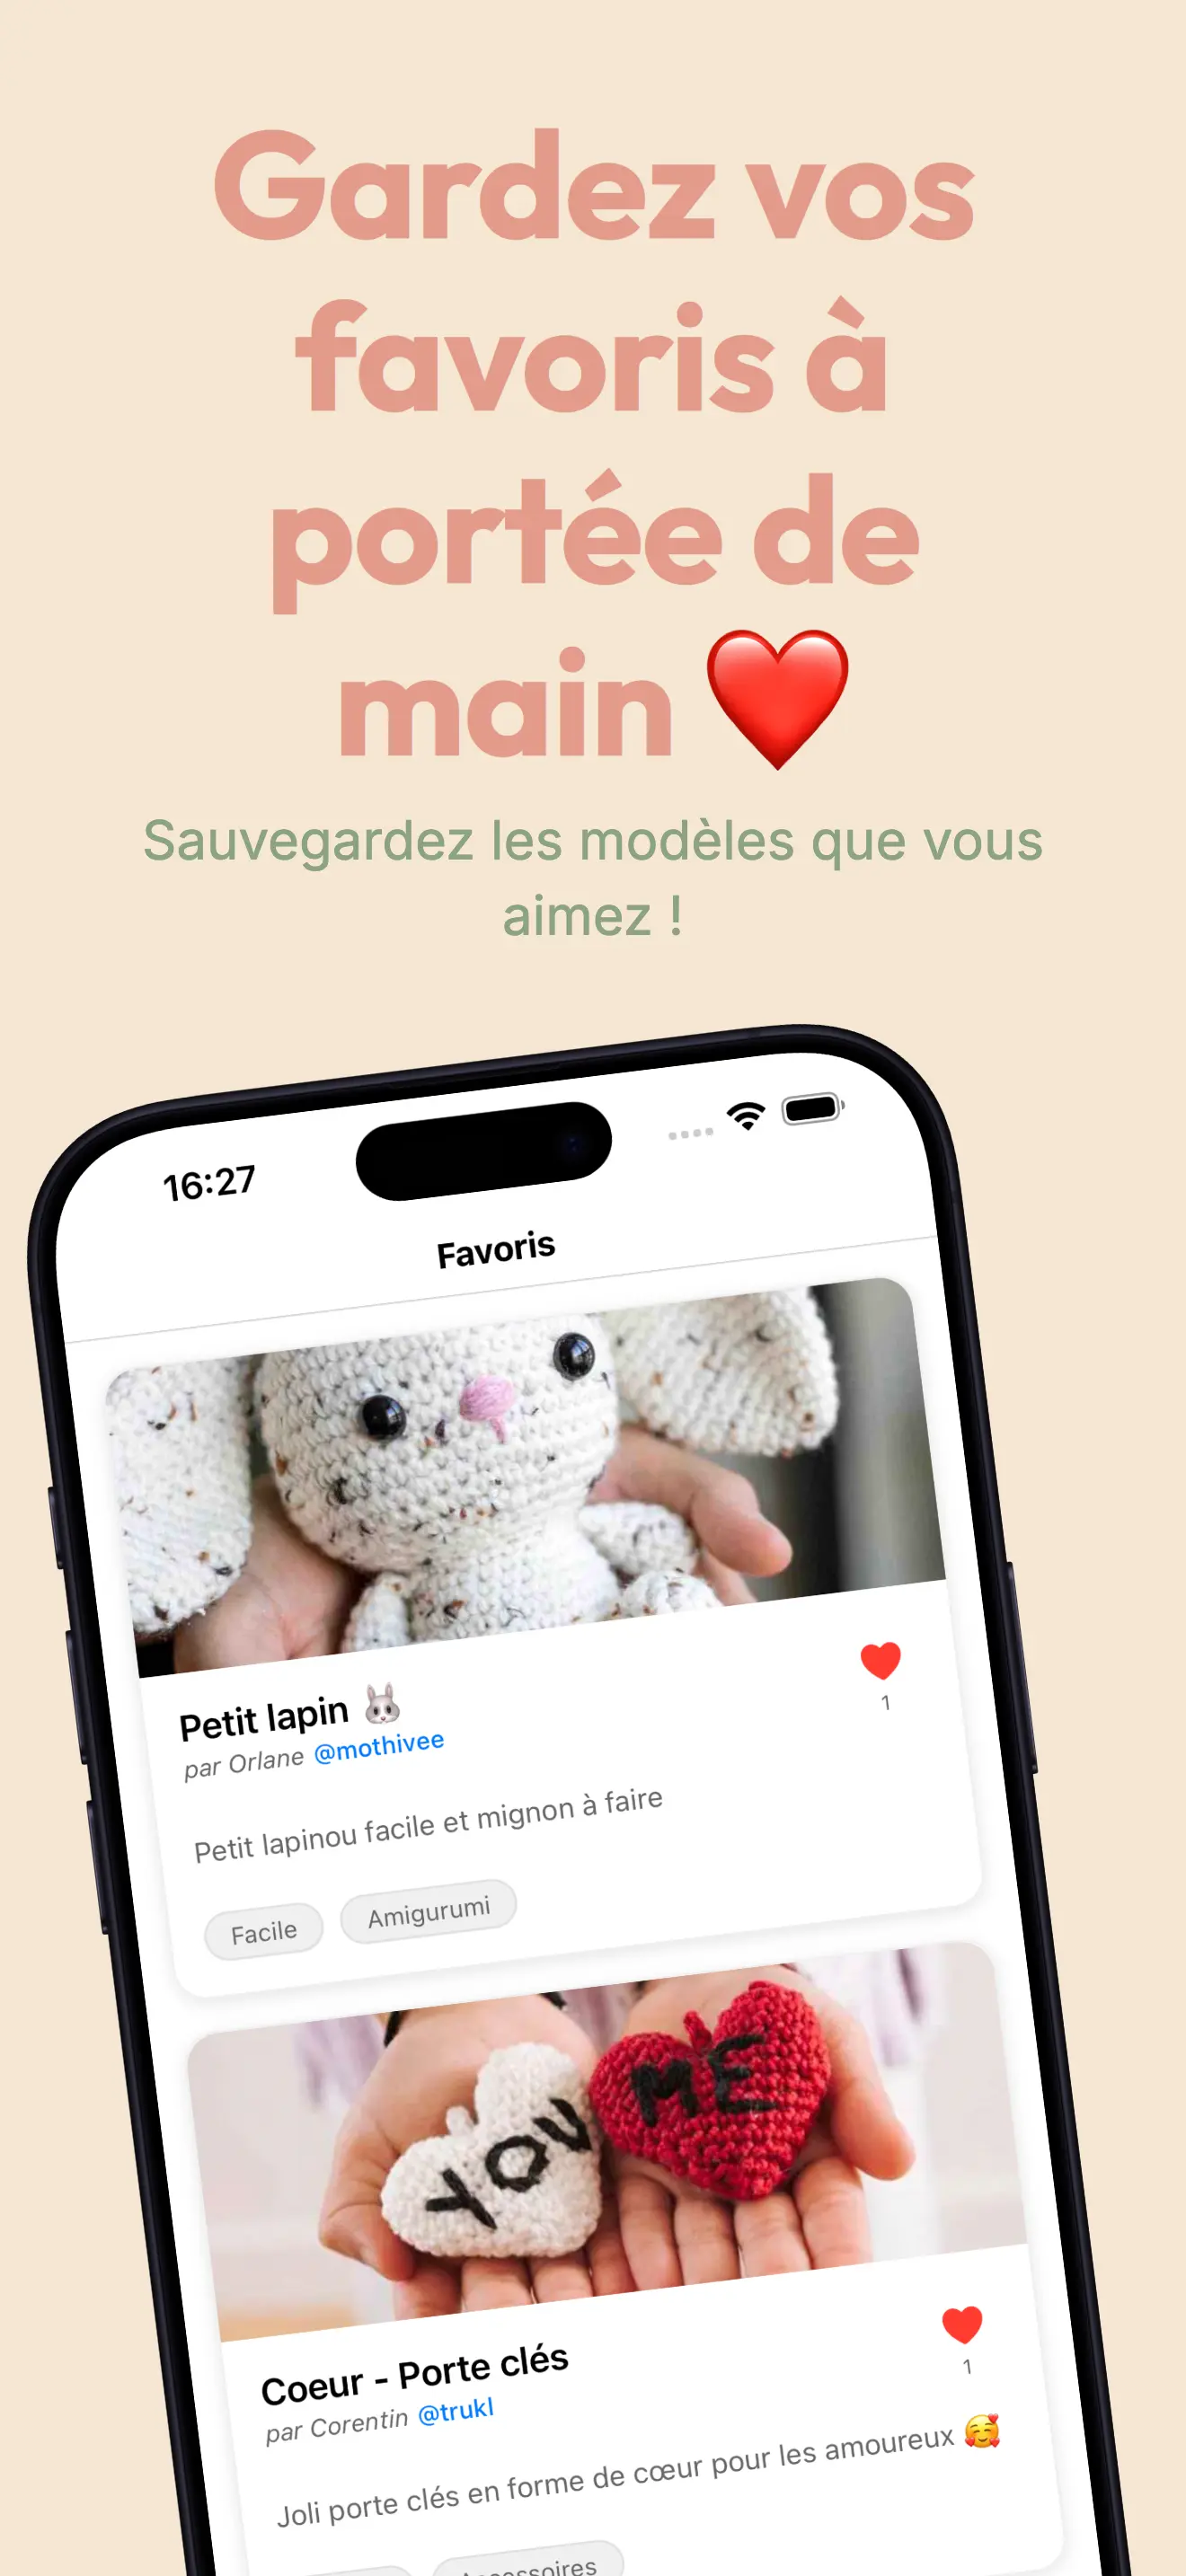 Gardez vos
favoris à
portée de
main ❤️
Sauvegardez les modèles que vous
aimez !
16:27
Favoris
Petit lapin 🐰
par Orlane @mothivee
1
Petit lapinou facile et mignon à faire
Facile
Amigurumi
YOU
ME
Coeur - Porte clés
par Corentin @trukl
1
Joli porte clés en forme de cœur pour les amoureux 🥰